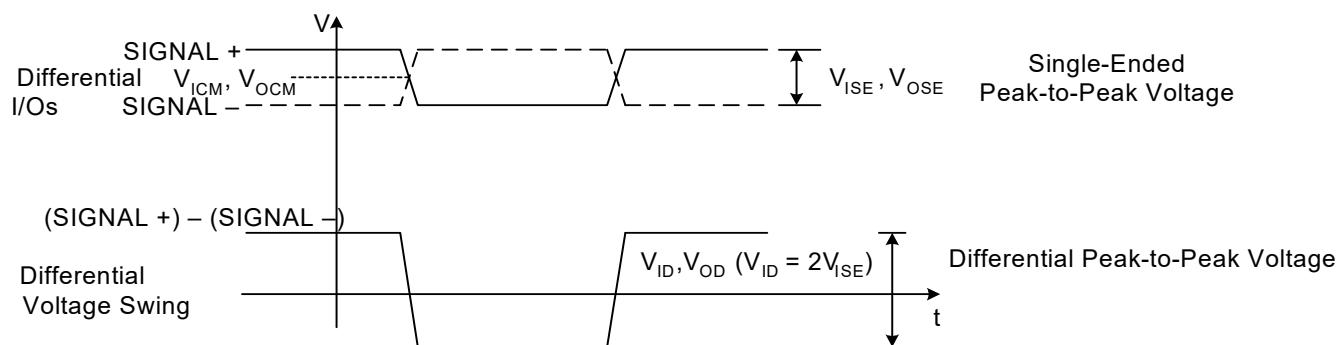 V
SIGNAL +
Differential V_ICM, V_OCM
I/Os SIGNAL –
V_ISE, V_OSE
Single-Ended
Peak-to-Peak Voltage
(SIGNAL +) – (SIGNAL –)
V_ID,V_OD (V_ID = 2V_ISE)
Differential Peak-to-Peak Voltage
Differential
Voltage Swing
t